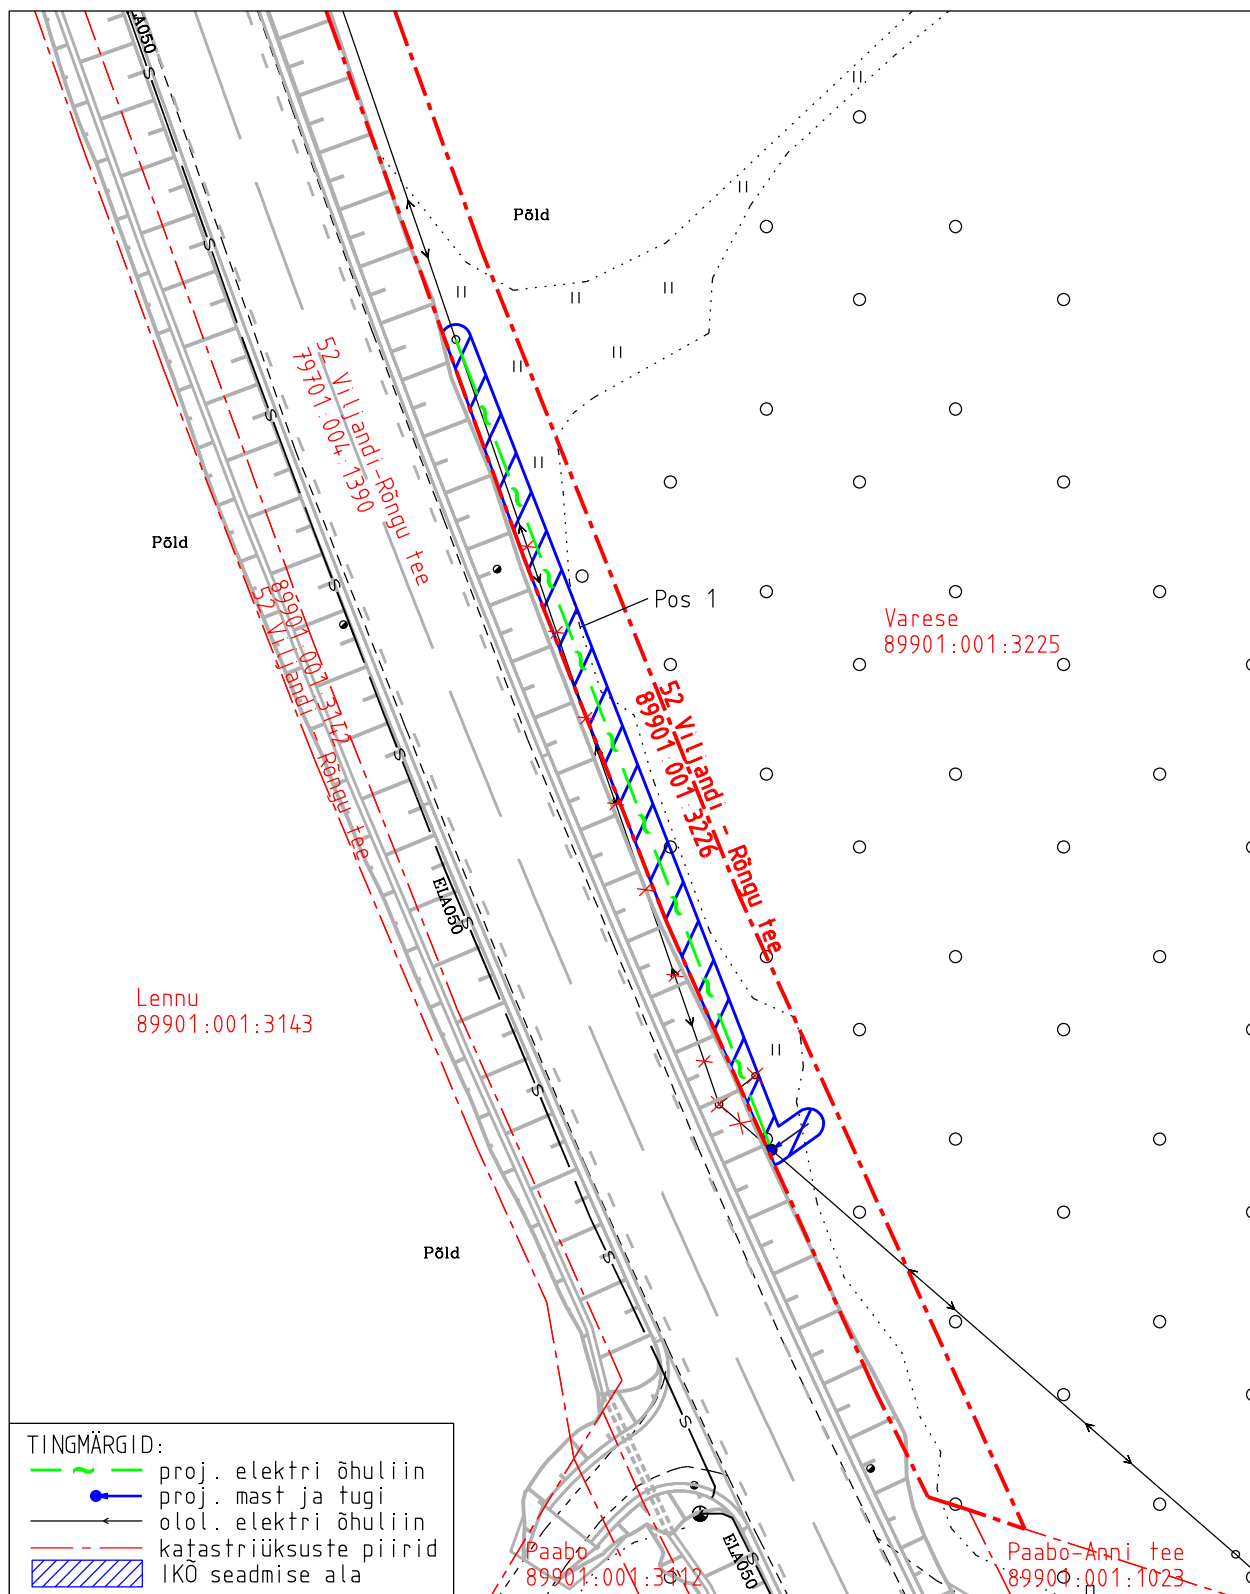 ELA050
Põld
52 Viljandi-Rõngu tee
79701:004:1390
Põld
Pos 1
Varese
89901:001:3225
89901:001:3142
52 Viljandi - Rõngu tee
52 Viljandi - Rõngu tee
89901:001:3226
ELA050
Lennu
89901:001:3143
Põld
TINGMÄRGID:
proj. elektri õhuliin
proj. mast ja tugi
olol. elektri õhuliin
katastriüksuste piirid
IKÕ seadmise ala
ELA050
Paabo
89901:001:3112
Paabo-Anni tee
89901:001:1023